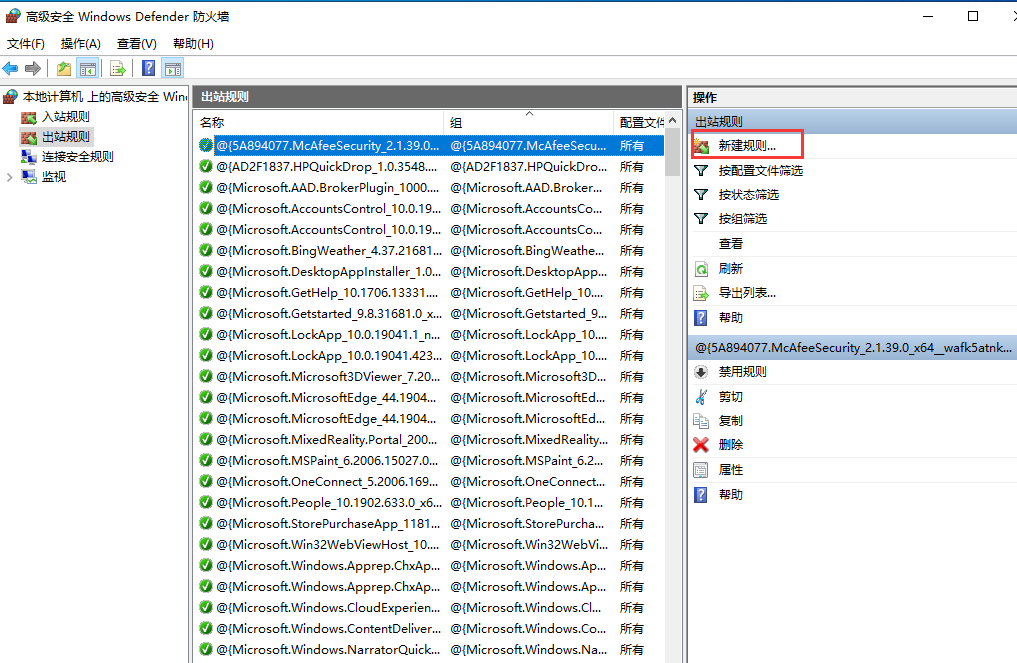 高级安全 Windows Defender 防火墙
文件(F) 操作(A) 查看(V) 帮助(H)
本地计算机 上的高级安全 Win
入站规则
出站规则
连接安全规则
监视
出站规则
名称 组 配置文件
@{5A894077.McAfeeSecurity_2.1.39.0... @{5A894077.McAfeeSecu... 所有
@{AD2F1837.HPQuickDrop_1.0.3548.... @{AD2F1837.HPQuickDro... 所有
@{Microsoft.AAD.BrokerPlugin_1000.... @{Microsoft.AAD.Broker... 所有
@{Microsoft.AccountsControl_10.0.19... @{Microsoft.AccountsCo... 所有
@{Microsoft.AccountsControl_10.0.19... @{Microsoft.AccountsCo... 所有
@{Microsoft.BingWeather_4.37.21681... @{Microsoft.BingWeathe... 所有
@{Microsoft.DesktopAppInstaller_1.0... @{Microsoft.DesktopApp... 所有
@{Microsoft.GetHelp_10.1706.13331.... @{Microsoft.GetHelp_10.... 所有
@{Microsoft.Getstarted_9.8.31681.0_x... @{Microsoft.Getstarted_9... 所有
@{Microsoft.LockApp_10.0.19041.1_n... @{Microsoft.LockApp_10... 所有
@{Microsoft.LockApp_10.0.19041.423... @{Microsoft.LockApp_10... 所有
@{Microsoft.Microsoft3DViewer_7.20... @{Microsoft.Microsoft3D... 所有
@{Microsoft.MicrosoftEdge_44.1904... @{Microsoft.MicrosoftEd... 所有
@{Microsoft.MicrosoftEdge_44.1904... @{Microsoft.MicrosoftEd... 所有
@{Microsoft.MixedReality.Portal_200... @{Microsoft.MixedReality... 所有
@{Microsoft.MSPaint_6.2006.15027.0... @{Microsoft.MSPaint_6.2... 所有
@{Microsoft.OneConnect_5.2006.169... @{Microsoft.OneConnect... 所有
@{Microsoft.People_10.1902.633.0_x6... @{Microsoft.People_10.1... 所有
@{Microsoft.StorePurchaseApp_1181... @{Microsoft.StorePurcha... 所有
@{Microsoft.Win32WebViewHost_10.... @{Microsoft.Win32WebVi... 所有
@{Microsoft.Windows.Apprep.ChxAp... @{Microsoft.Windows.Ap... 所有
@{Microsoft.Windows.Apprep.ChxAp... @{Microsoft.Windows.Ap... 所有
@{Microsoft.Windows.CloudExperien... @{Microsoft.Windows.Cl... 所有
@{Microsoft.Windows.ContentDeliver... @{Microsoft.Windows.Co... 所有
@{Microsoft.Windows.NarratorQuick... @{Microsoft.Windows.Na... 所有
操作
出站规则
新建规则...
按配置文件筛选
按状态筛选
按组筛选
查看
刷新
导出列表...
帮助
@{5A894077.McAfeeSecurity_2.1.39.0_x64__wafk5atnk...
禁用规则
剪切
复制
删除
属性
帮助